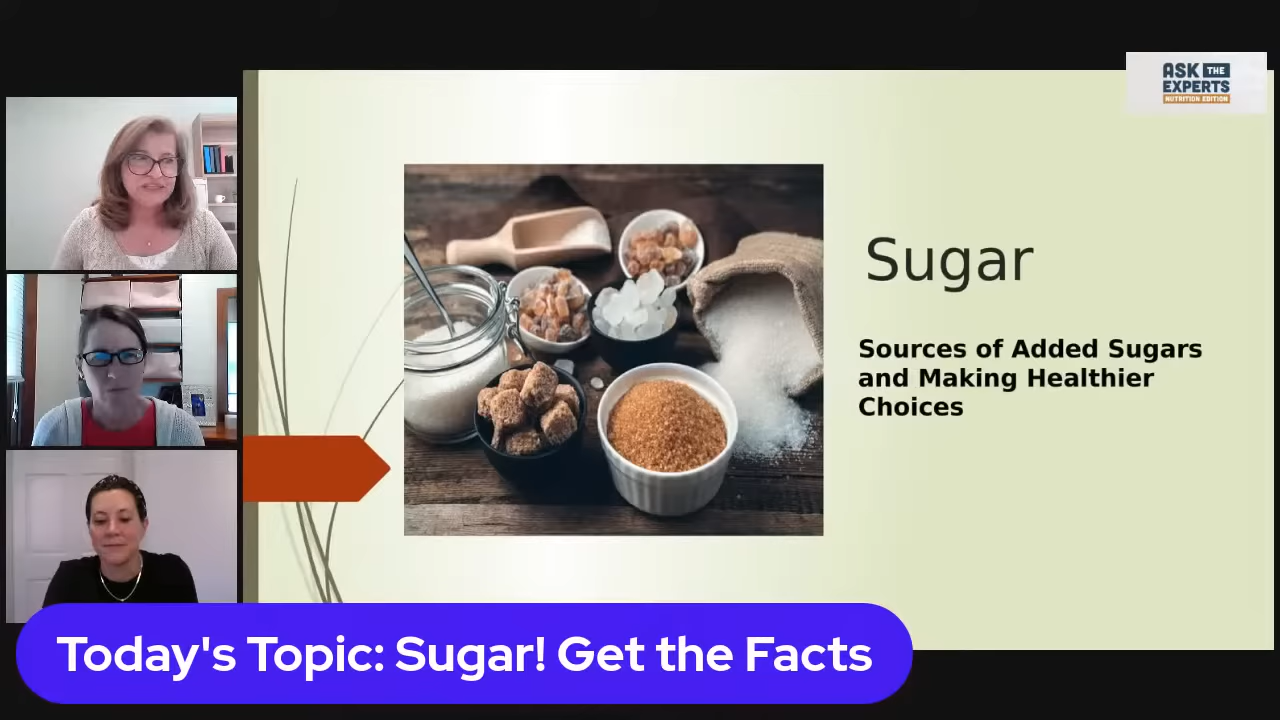 ASK THE
EXPERTS
NUTRITION EDITION
Sugar
Sources of Added Sugars
and Making Healthier
Choices
Today's Topic: Sugar! Get the Facts